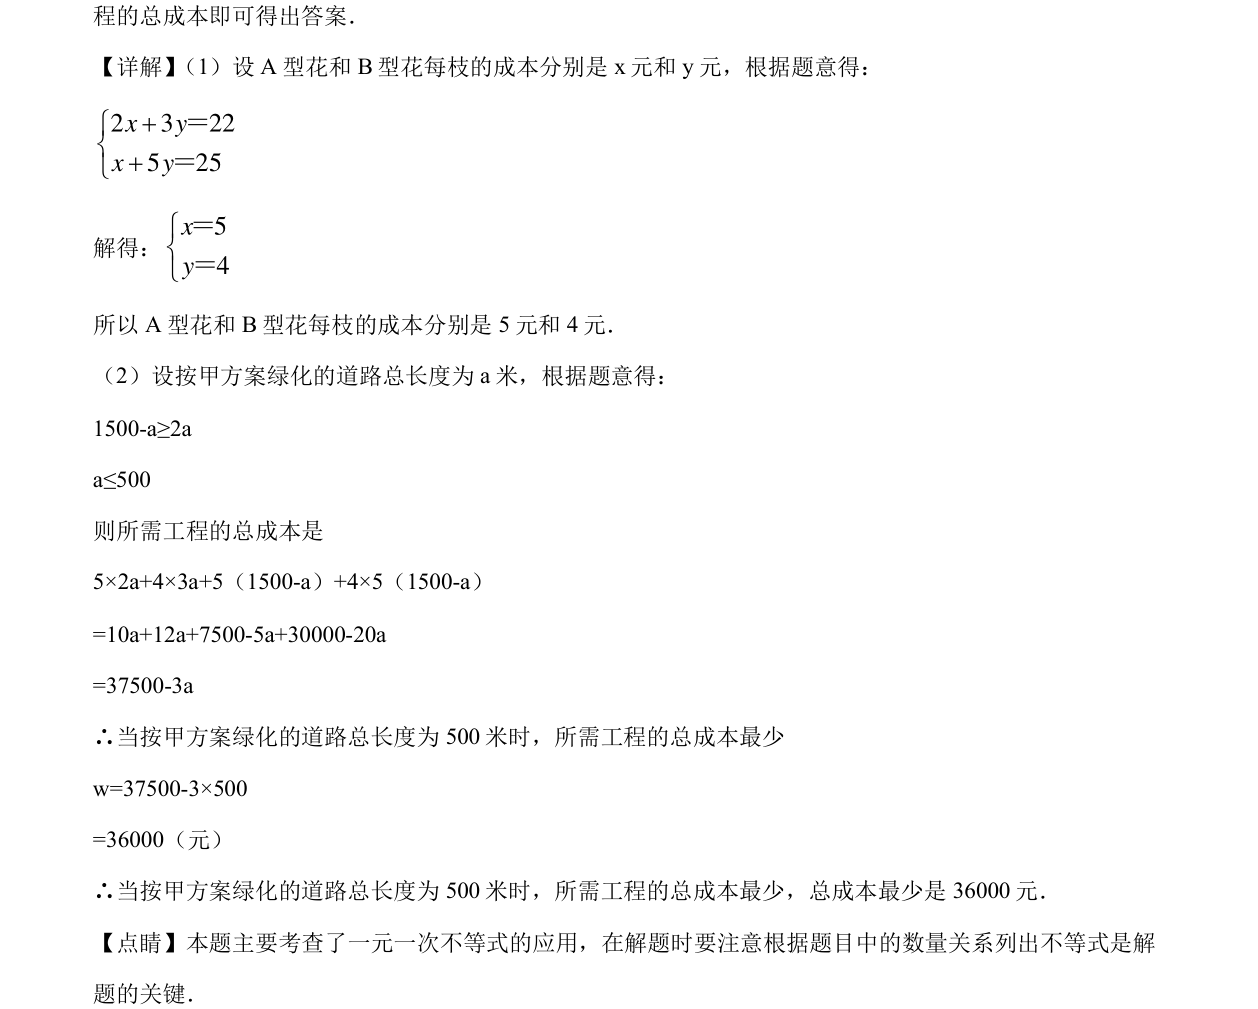 程的总成本即可得出答案．
【详解】（1）设 A 型花和 B 型花每枝的成本分别是 x 元和 y 元，根据题意得：
2x+3y=22
x+5y=25
解得：
x=5
y=4
所以 A 型花和 B 型花每枝的成本分别是 5 元和 4 元．
（2）设按甲方案绿化的道路总长度为 a 米，根据题意得：
1500-a≥2a
a≤500
则所需工程的总成本是
5×2a+4×3a+5（1500-a）+4×5（1500-a）
=10a+12a+7500-5a+30000-20a
=37500-3a
∴当按甲方案绿化的道路总长度为 500 米时，所需工程的总成本最少
w=37500-3×500
=36000（元）
∴当按甲方案绿化的道路总长度为 500 米时，所需工程的总成本最少，总成本最少是 36000 元．
【点睛】本题主要考查了一元一次不等式的应用，在解题时要注意根据题目中的数量关系列出不等式是解
题的关键．